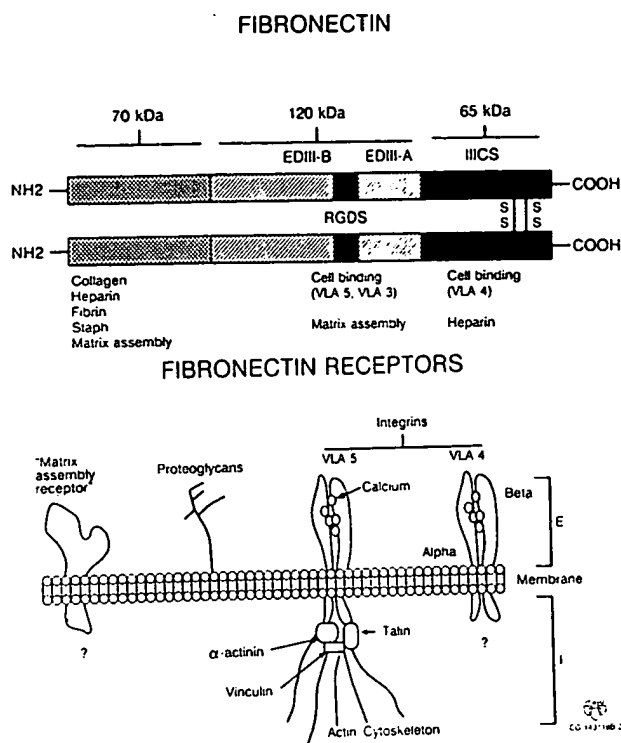 FIBRONECTIN
70 kDa 120 kDa 65 kDa
EDIII-B EDIII-A IIICS
NH2 COOH
RGDS S S
S S
NH2 COOH
Collagen
Heparin
Fibrin
Staph
Matrix assembly
Cell binding
(VLA 5, VLA 3)
Matrix assembly
Cell binding
(VLA 4)
Heparin
FIBRONECTIN RECEPTORS
Integrins
VLA 5 VLA 4
"Matrix
assembly
receptor"
Proteoglycans
Calcium
Beta
E
Alpha
Membrane
?
α-actinin
Talin
?
Vinculin
I
Actin Cytoskeleton